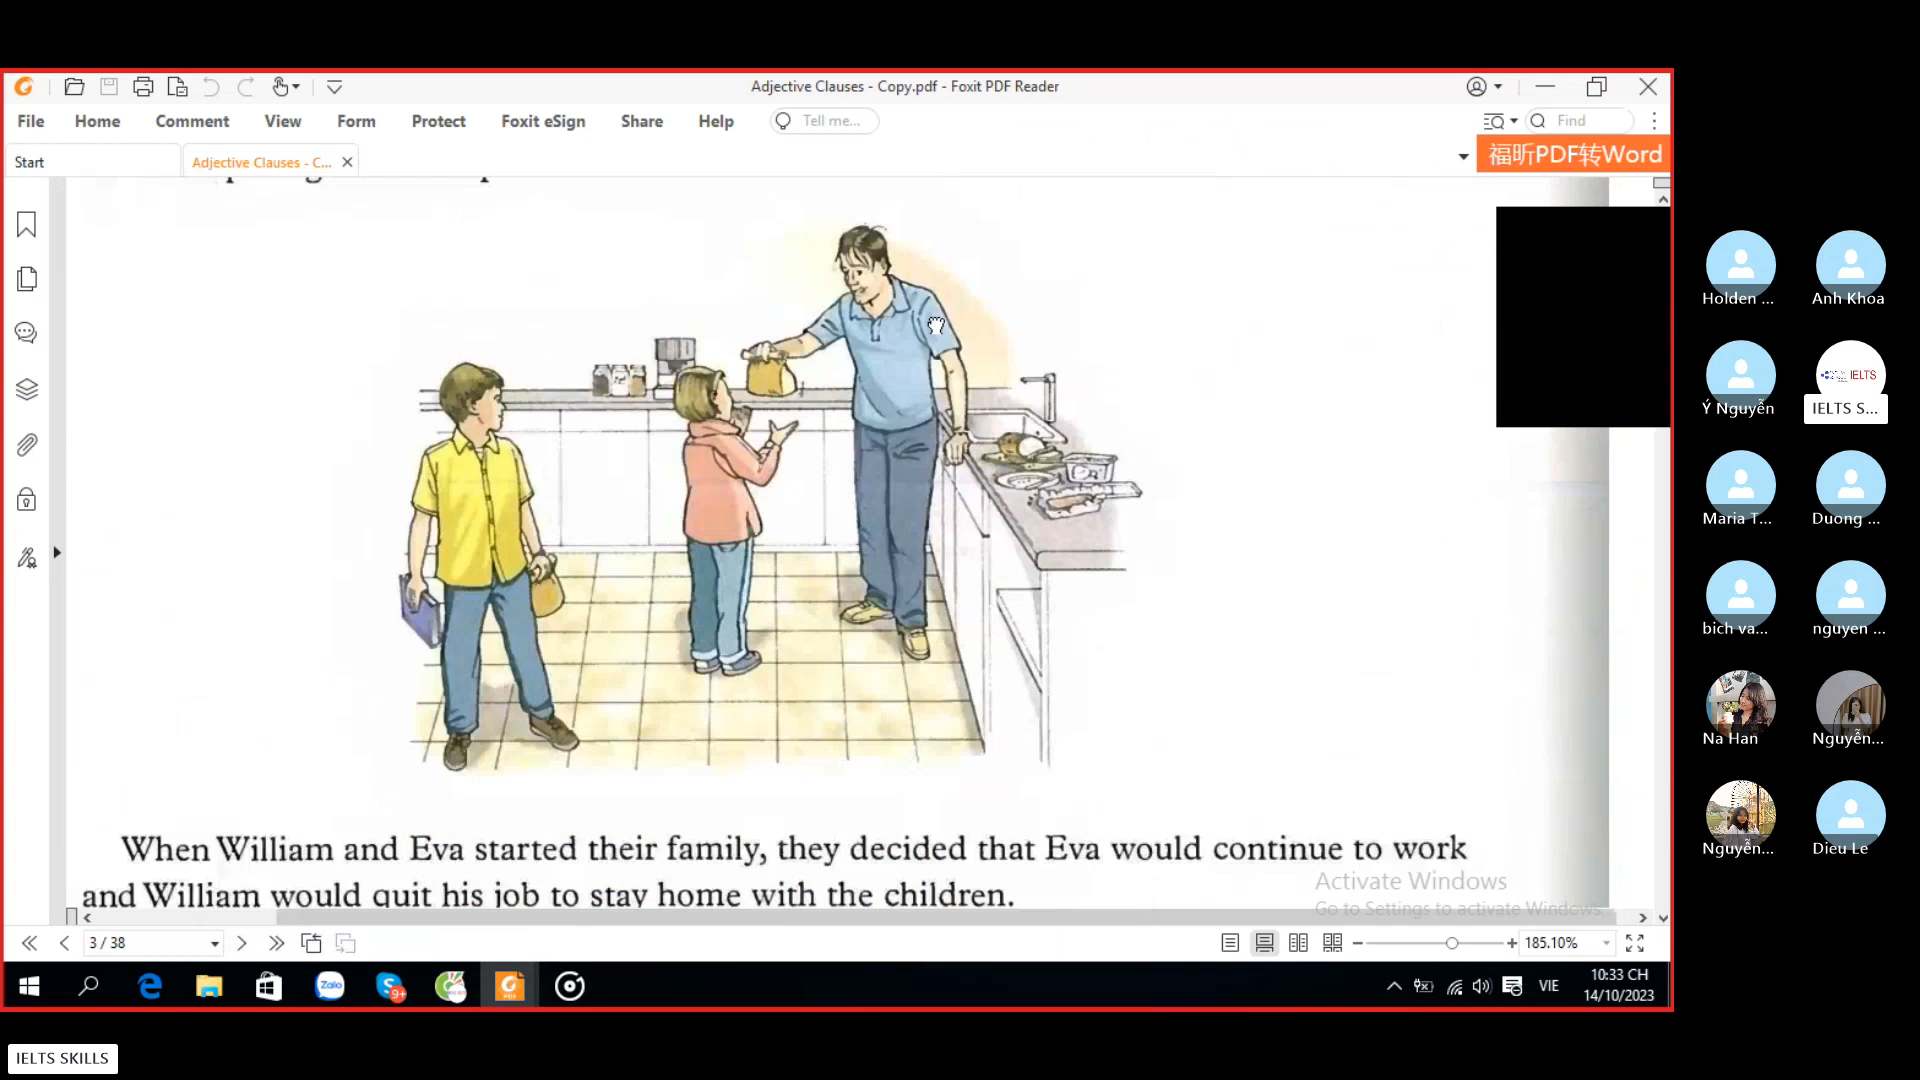 Adjective Clauses - Copy.pdf - Foxit PDF Reader
File Home Comment View Form Protect Foxit eSign Share Help Tell me... Find
Start Adjective Clauses - C... 福昕PDF转Word
When William and Eva started their family, they decided that Eva would continue to work
and William would quit his job to stay home with the children.
Activate Windows
Go to Settings to activate Windows.
3 / 38 185.10%
Zalo 9+ VIE 10:33 CH
14/10/2023
Holden ... Anh Khoa
IELTS
Ý Nguyễn IELTS S...
Maria T... Duong ...
bich va... nguyen ...
Na Han Nguyễn...
Nguyễn... Dieu Le
IELTS SKILLS